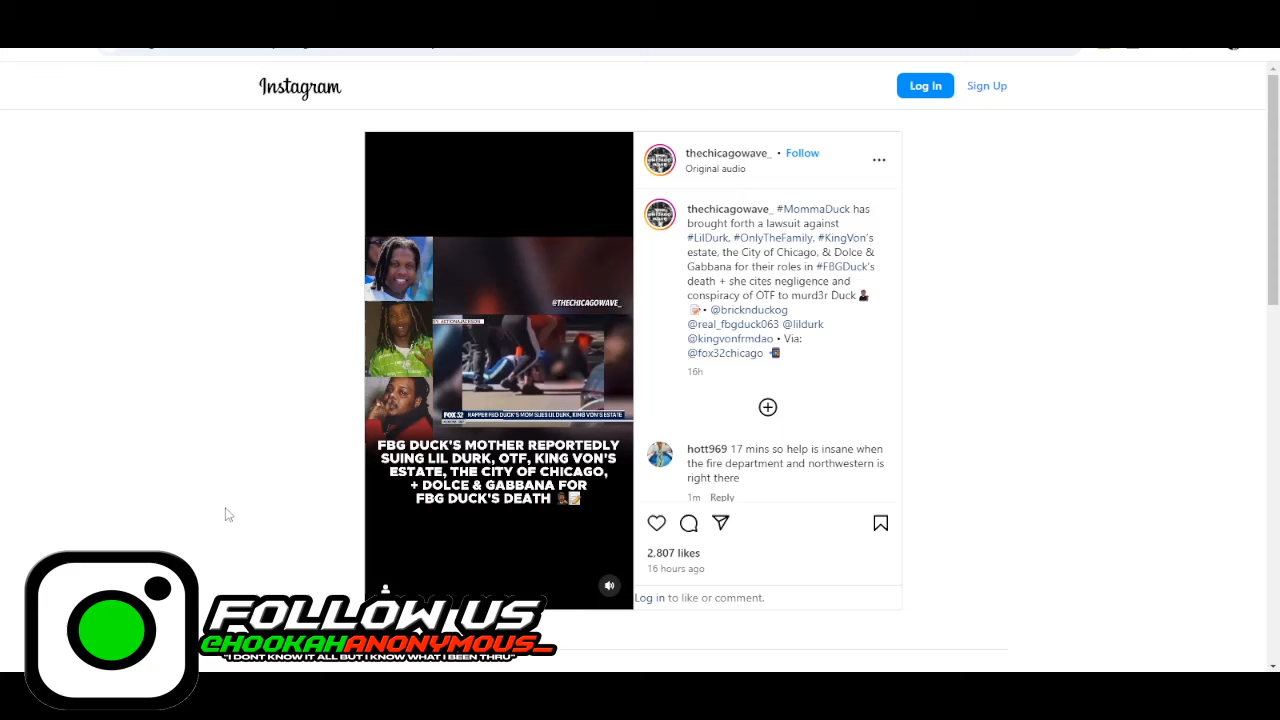 Instagram
Log In
Sign Up
thechicagowave_ • Follow
Original audio
thechicagowave_ #MommaDuck has
brought forth a lawsuit against
#LilDurk, #OnlyTheFamily, #KingVon's
estate, the City of Chicago, & Dolce &
Gabbana for their roles in #FBGDuck's
death + she cites negligence and
conspiracy of OTF to murd3r Duck
• @bricknduckog
@real_fbgduck063 @lildurk
@kingvonfrmdao • Via:
@fox32chicago
16h
hott969 17 mins so help is insane when
the fire department and northwestern is
right there
1m Reply
2,807 likes
16 hours ago
Log in to like or comment.
@THECHICAGOWAVE_
FOX 32
RAPPER FBG DUCK'S MOM SUES LIL DURK, KING VON'S ESTATE
FBG DUCK'S MOTHER REPORTEDLY
SUING LIL DURK, OTF, KING VON'S
ESTATE, THE CITY OF CHICAGO,
+ DOLCE & GABBANA FOR
FBG DUCK'S DEATH
FOLLOW US
@HOOKAHANONYMOUS_
"I DONT KNOW IT ALL BUT I KNOW WHAT I BEEN THRU"